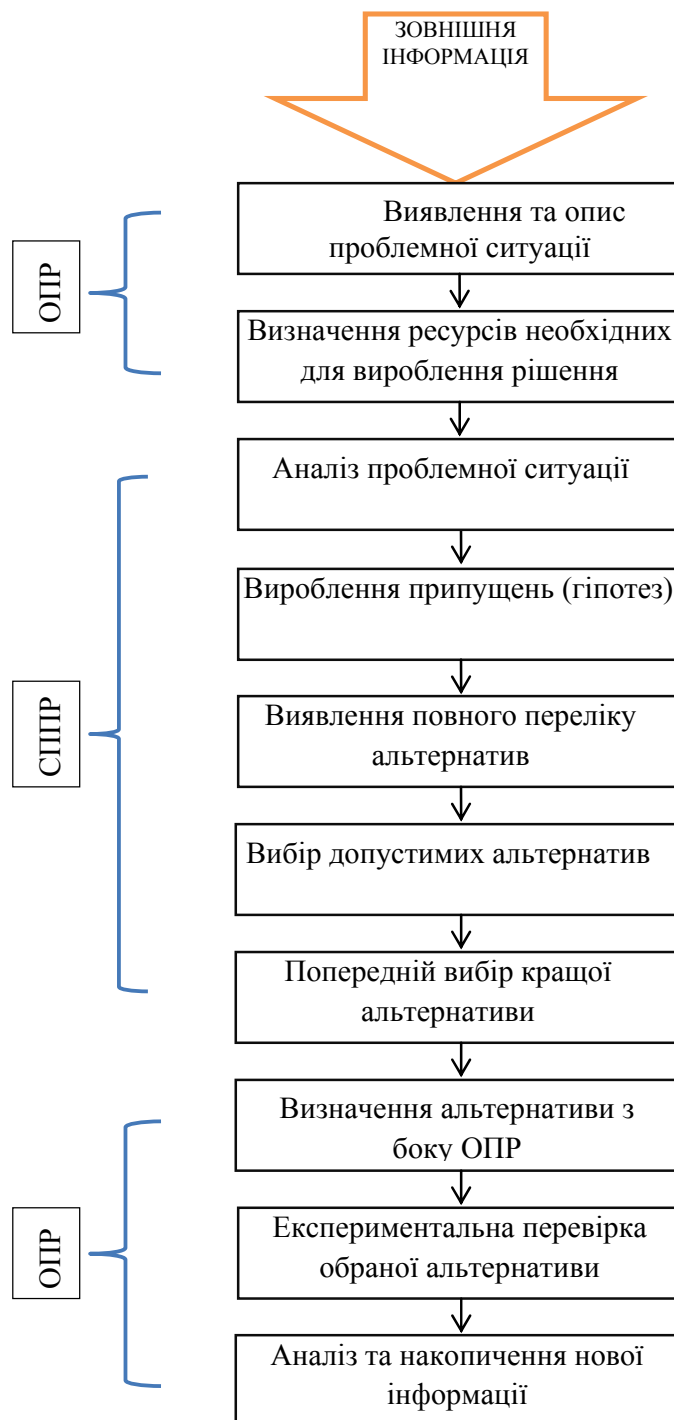 ЗОВНІШНЯ
ІНФОРМАЦІЯ
ОПР
Виявлення та опис
проблемної ситуації
Визначення ресурсів необхідних
для вироблення рішення
СППР
Аналіз проблемної ситуації
Вироблення припущень (гіпотез)
Виявлення повного переліку
альтернатив
Вибір допустимих альтернатив
Попередній вибір кращої
альтернативи
ОПР
Визначення альтернативи з
боку ОПР
Експериментальна перевірка
обраної альтернативи
Аналіз та накопичення нової
інформації